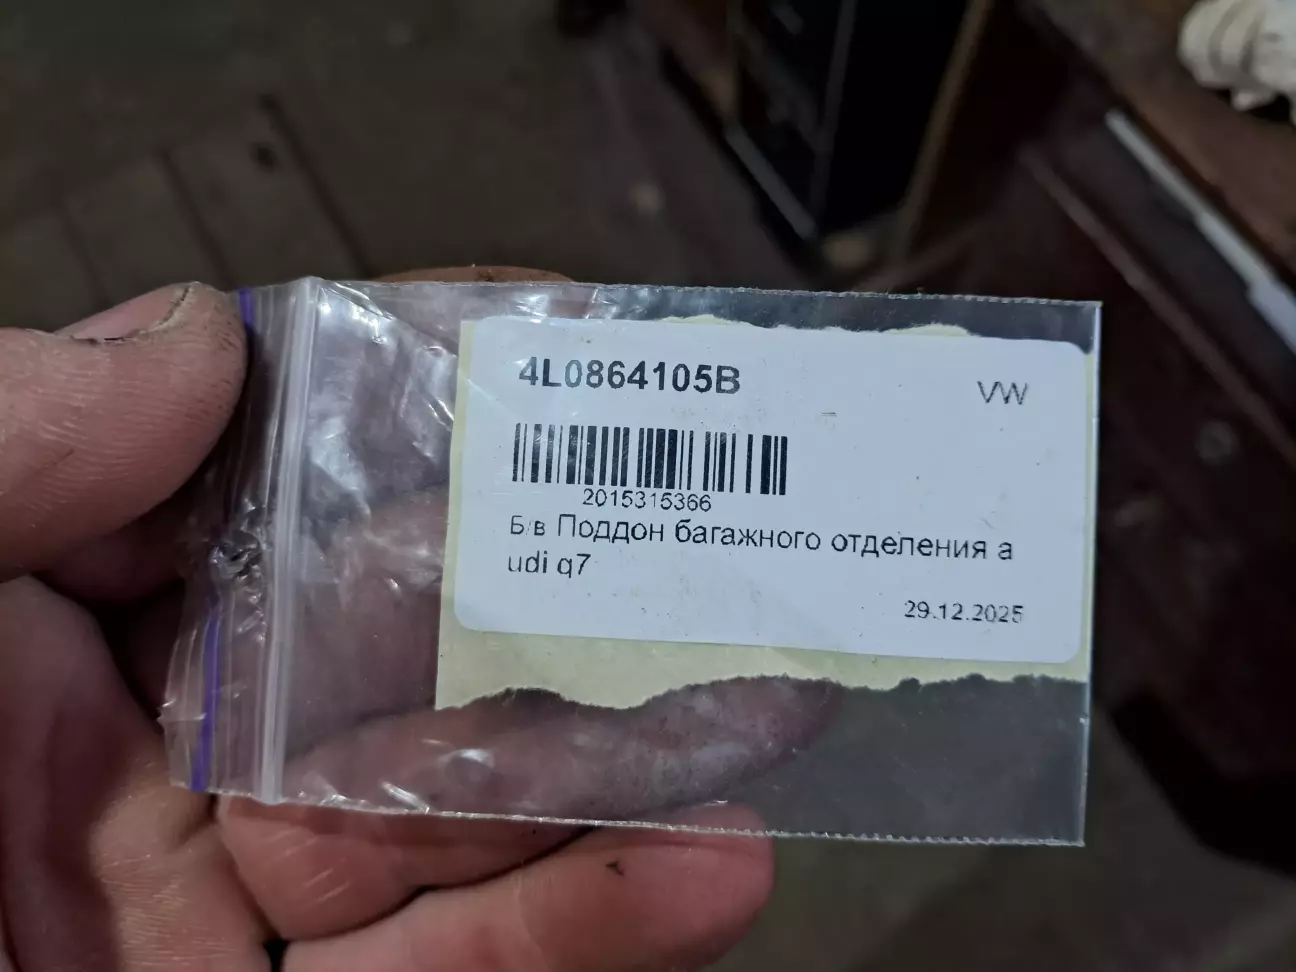 4L0864105B
VW
2015315366
Б/в Поддон багажного отделения a
udi q7
29.12.2025